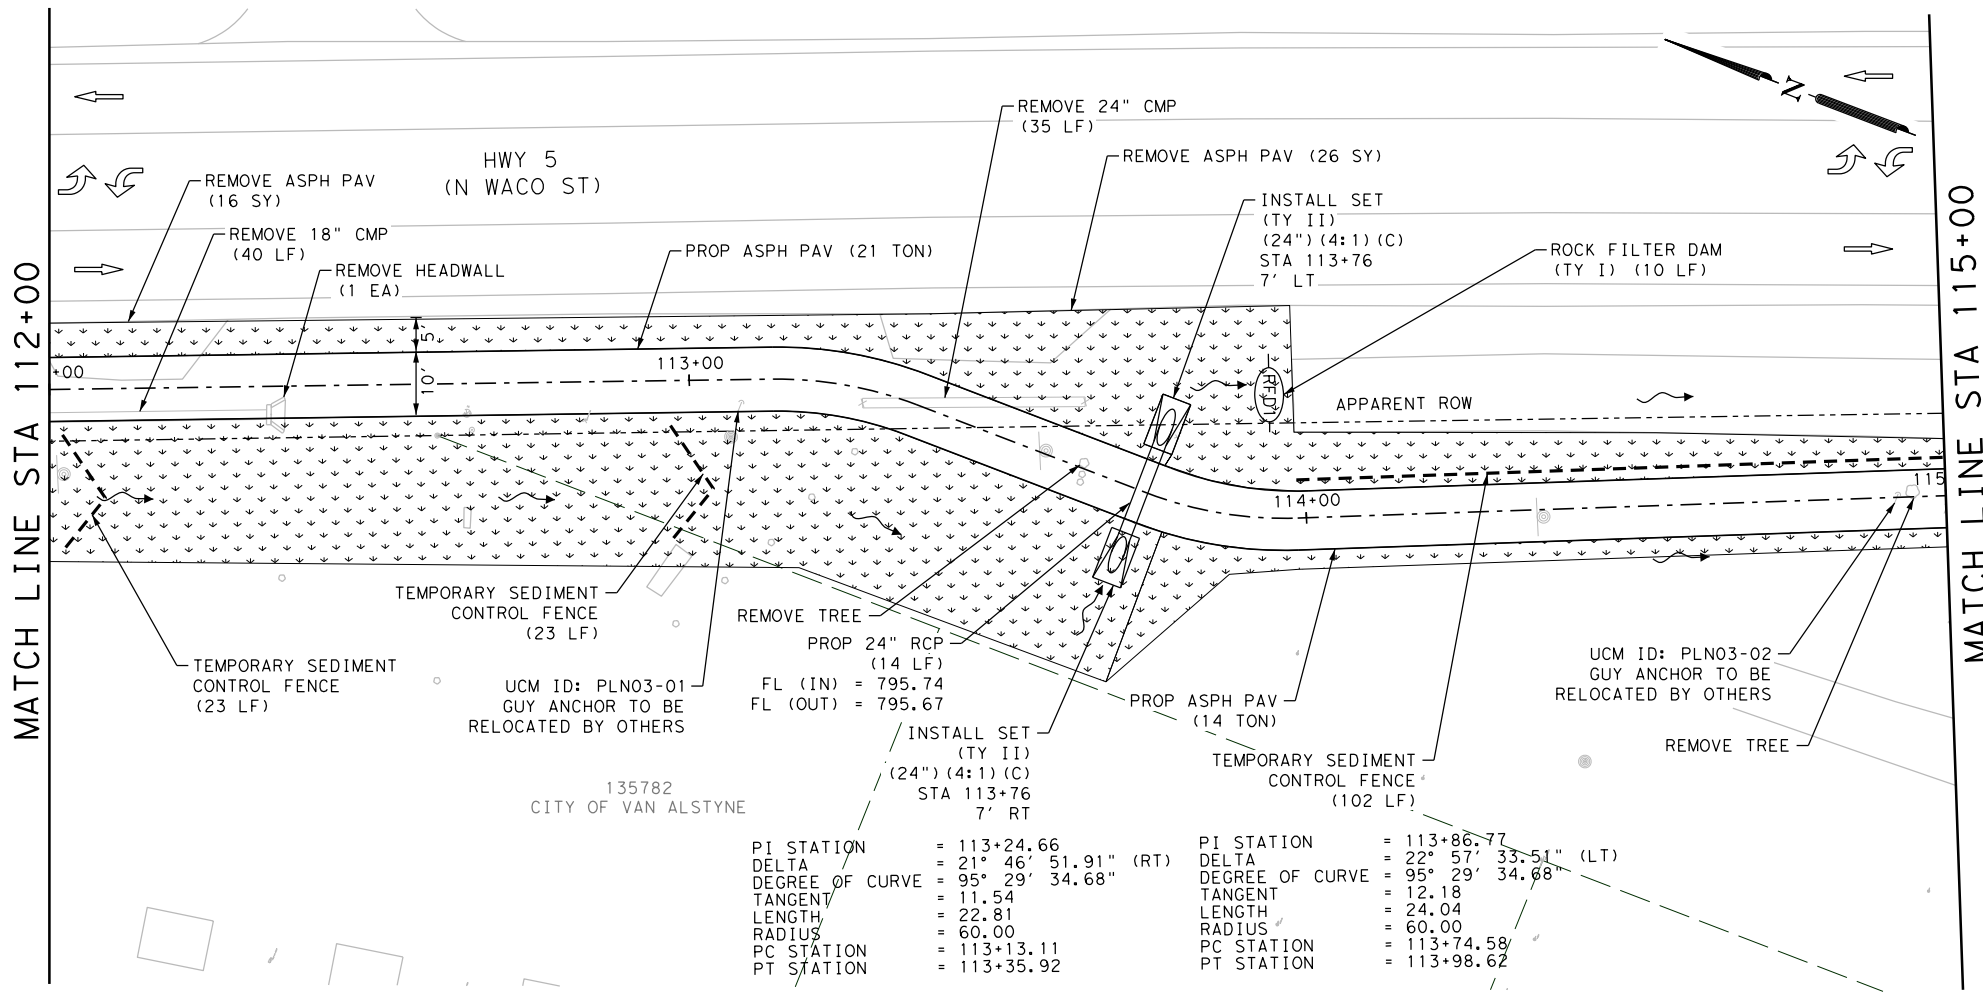 MATCH LINE STA 112+00
MATCH LINE STA 115+00
N
HWY 5
(N WACO ST)
REMOVE ASPH PAV
(16 SY)
REMOVE 18" CMP
(40 LF)
REMOVE HEADWALL
(1 EA)
PROP ASPH PAV (21 TON)
REMOVE 24" CMP
(35 LF)
REMOVE ASPH PAV (26 SY)
INSTALL SET
(TY II)
(24")(4:1)(C)
STA 113+76
7' LT
ROCK FILTER DAM
(TY I) (10 LF)
5'
10'
+00
113+00
RFD1
APPARENT ROW
114+00
115
TEMPORARY SEDIMENT
CONTROL FENCE
(23 LF)
TEMPORARY SEDIMENT
CONTROL FENCE
(23 LF)
UCM ID: PLN03-01
GUY ANCHOR TO BE
RELOCATED BY OTHERS
REMOVE TREE
PROP 24" RCP
(14 LF)
FL (IN) = 795.74
FL (OUT) = 795.67
INSTALL SET
(TY II)
(24")(4:1)(C)
STA 113+76
7' RT
PROP ASPH PAV
(14 TON)
TEMPORARY SEDIMENT
CONTROL FENCE
(102 LF)
UCM ID: PLN03-02
GUY ANCHOR TO BE
RELOCATED BY OTHERS
REMOVE TREE
135782
CITY OF VAN ALSTYNE
PI STATION = 113+24.66
DELTA = 21° 46' 51.91" (RT)
DEGREE OF CURVE = 95° 29' 34.68"
TANGENT = 11.54
LENGTH = 22.81
RADIUS = 60.00
PC STATION = 113+13.11
PT STATION = 113+35.92
PI STATION = 113+86.77
DELTA = 22° 57' 33.51" (LT)
DEGREE OF CURVE = 95° 29' 34.68"
TANGENT = 12.18
LENGTH = 24.04
RADIUS = 60.00
PC STATION = 113+74.58
PT STATION = 113+98.62